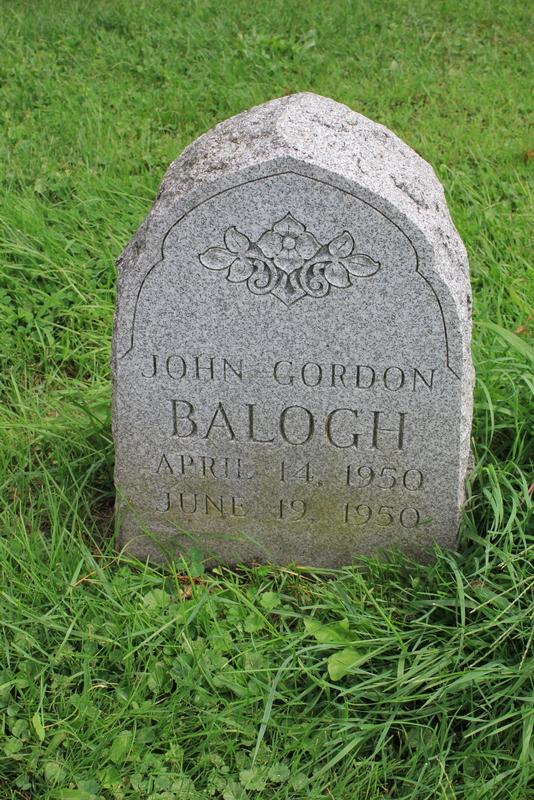 JOHN GORDON
BALOGH
APRIL 14, 1950
JUNE 19, 1950